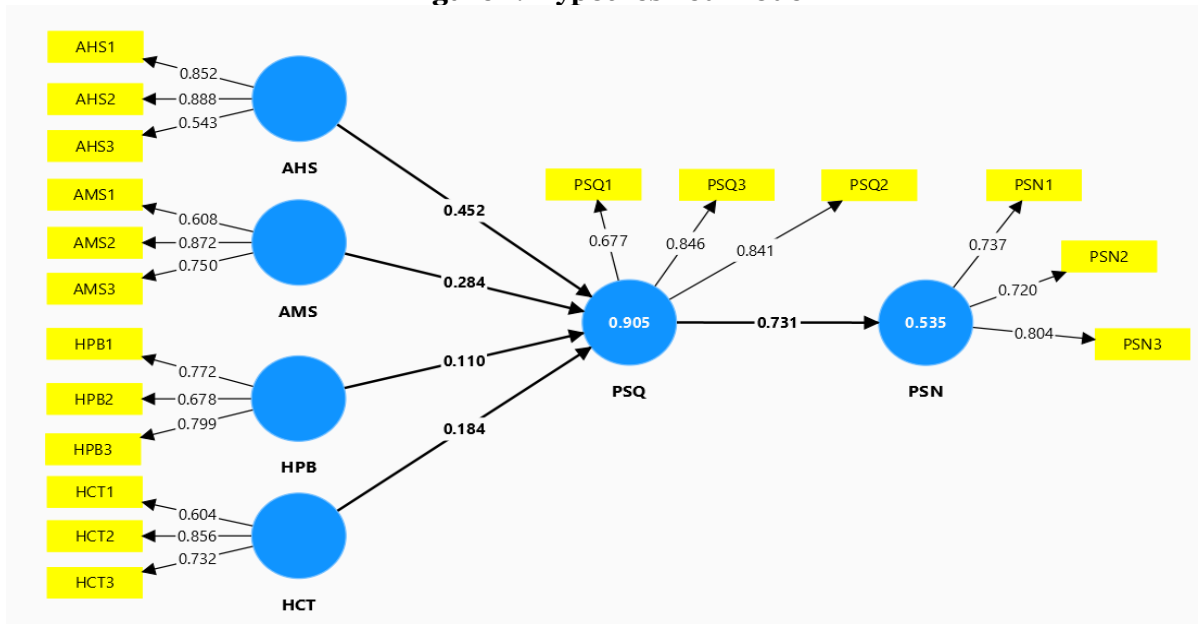 AHS1
AHS2
AHS3
0.852
0.888
0.543
AHS
AMS1
AMS2
AMS3
0.608
0.872
0.750
AMS
HPB1
HPB2
HPB3
0.772
0.678
0.799
HPB
HCT1
HCT2
HCT3
0.604
0.856
0.732
HCT
0.452
0.284
0.110
0.184
PSQ1
PSQ3
PSQ2
0.677
0.846
0.841
0.905
PSQ
0.731
PSN1
PSN2
PSN3
0.737
0.720
0.804
0.535
PSN